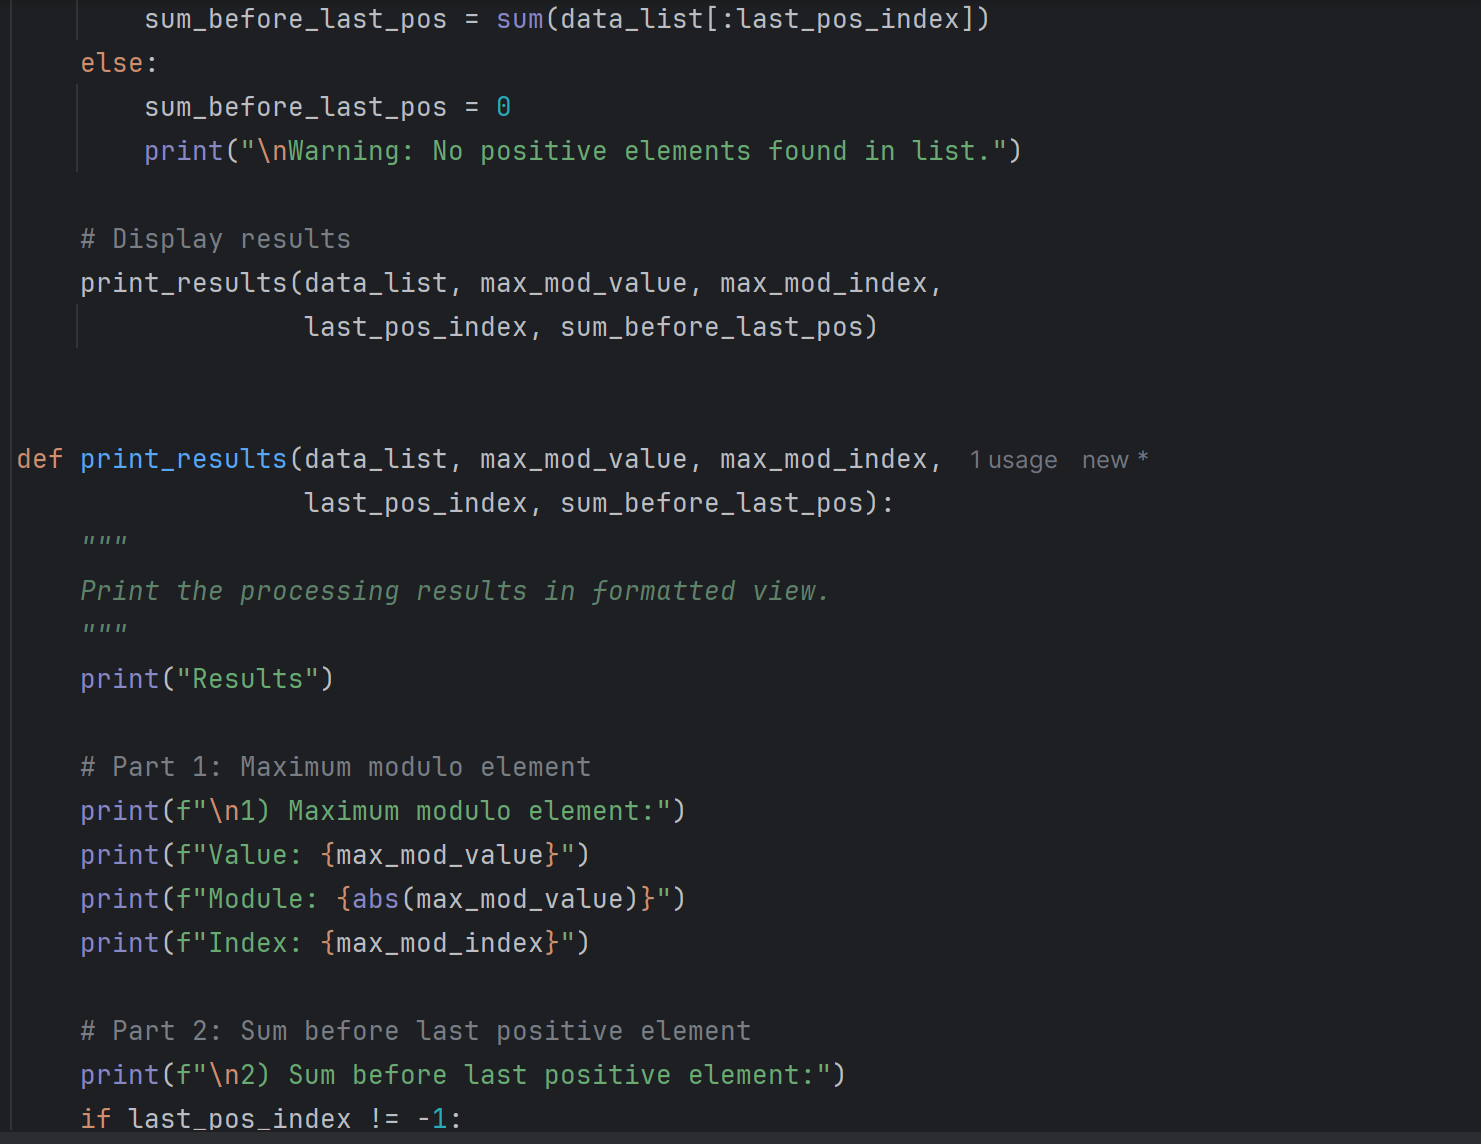 sum_before_last_pos = sum(data_list[:last_pos_index])
    else:
        sum_before_last_pos = 0
        print("\nWarning: No positive elements found in list.")

    # Display results
    print_results(data_list, max_mod_value, max_mod_index,
                  last_pos_index, sum_before_last_pos)


def print_results(data_list, max_mod_value, max_mod_index,  1 usage  new *
                  last_pos_index, sum_before_last_pos):
    """
    Print the processing results in formatted view.
    """
    print("Results")

    # Part 1: Maximum modulo element
    print(f"\n1) Maximum modulo element:")
    print(f"Value: {max_mod_value}")
    print(f"Module: {abs(max_mod_value)}")
    print(f"Index: {max_mod_index}")

    # Part 2: Sum before last positive element
    print(f"\n2) Sum before last positive element:")
    if last_pos_index != -1: